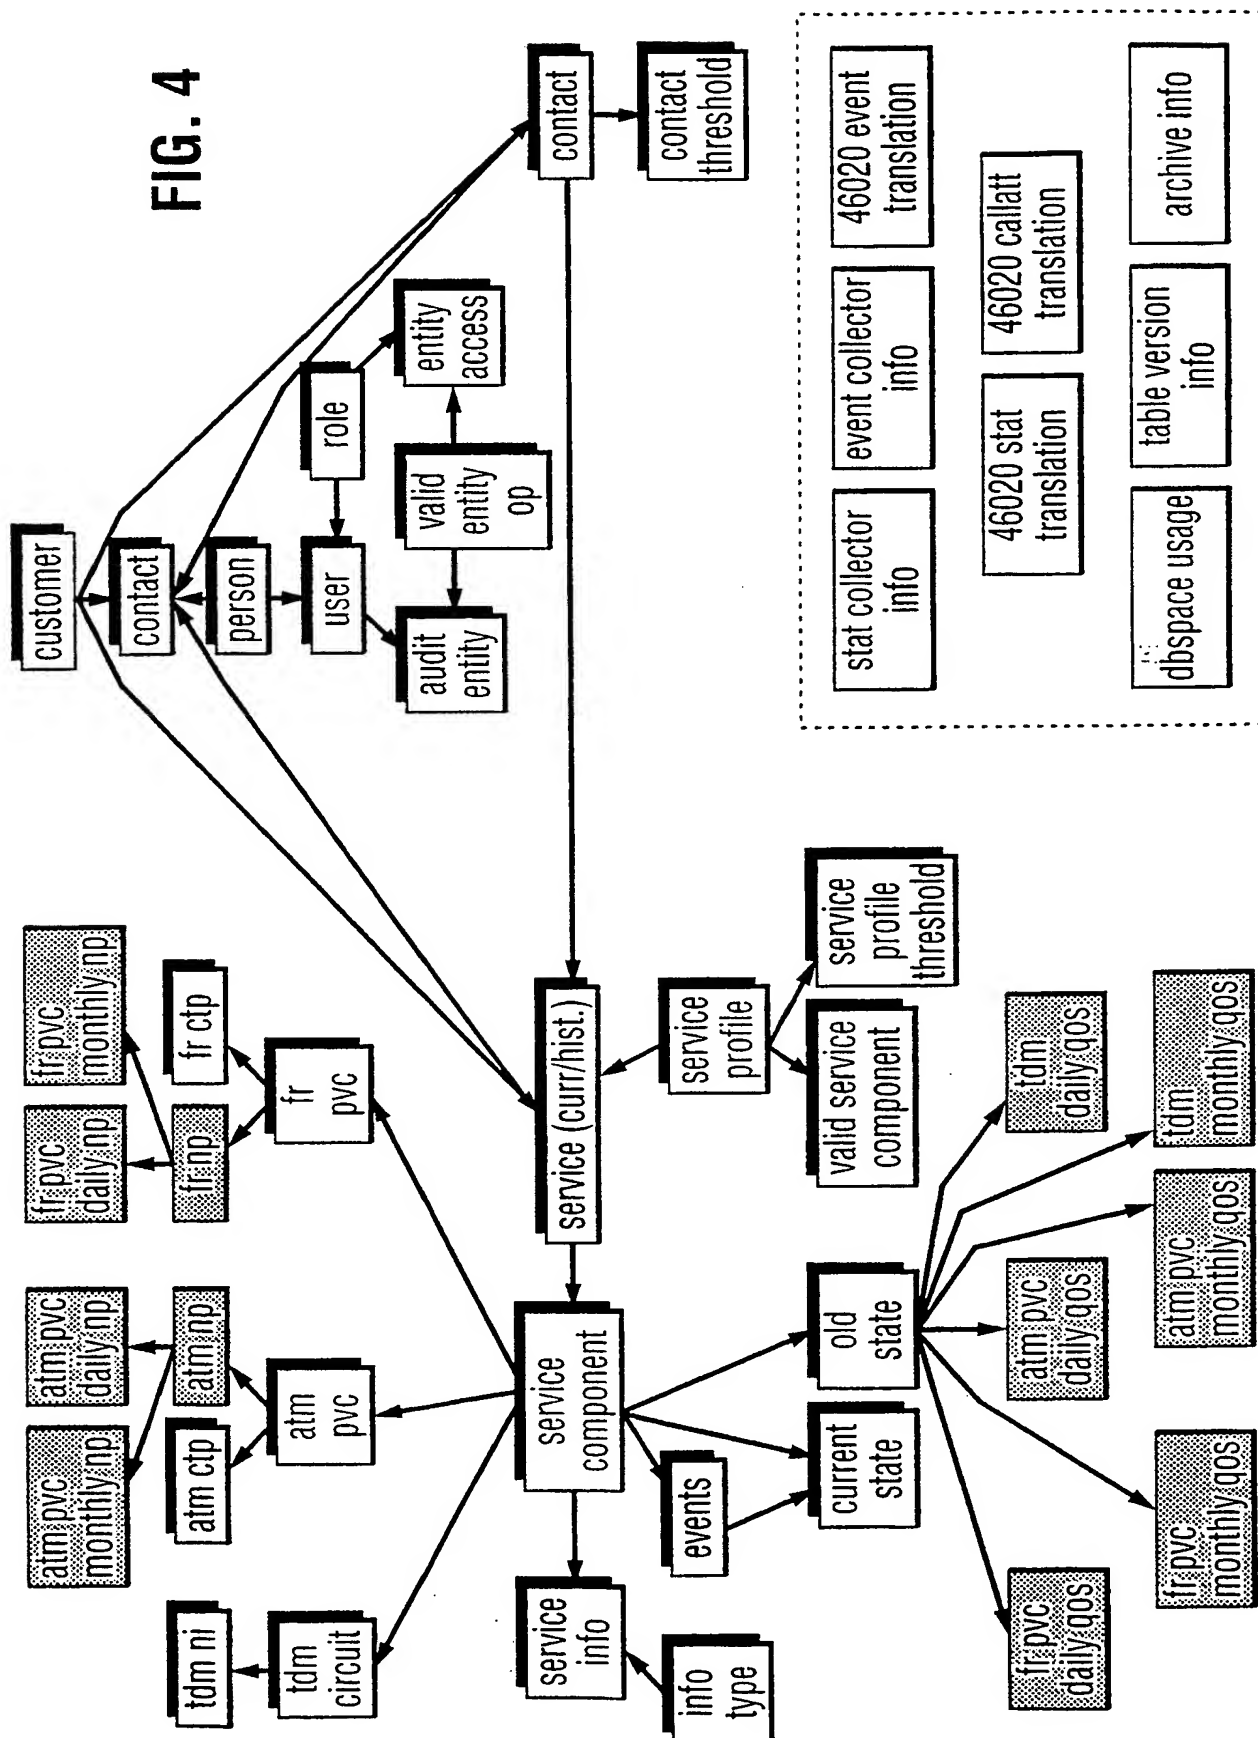 FIG. 4
customer
contact
person
user
role
audit
entity
valid
entity
op
entity
access
contact
contact
threshold
atm pvc
monthly np
atm pvc
daily np
fr pvc
daily np
fr pvc
monthly np
tdm ni
atm ctp
atm np
fr np
fr ctp
tdm
circuit
atm
pvc
fr
pvc
service
info
service
component
service (curr/hist.)
info
type
events
service
profile
current
state
old
state
valid service
component
service
profile
threshold
fr pvc
daily qos
atm pvc
daily qos
tdm
daily qos
fr pvc
monthly qos
atm pvc
monthly qos
tdm
monthly qos
stat collector
info
event collector
info
46020 event
translation
46020 stat
translation
46020 callatt
translation
dbspace usage
table version
info
archive info